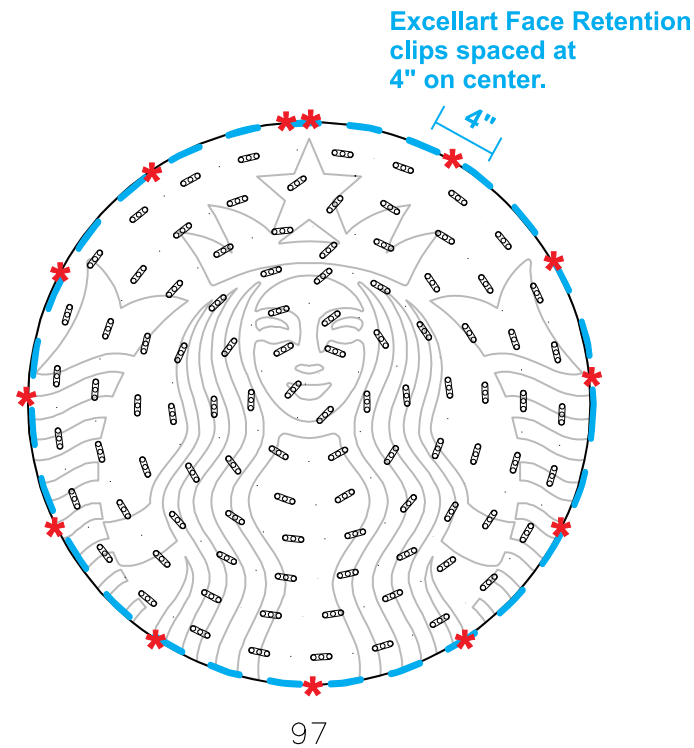 Excellart Face Retention
clips spaced at
4" on center.
4"
97